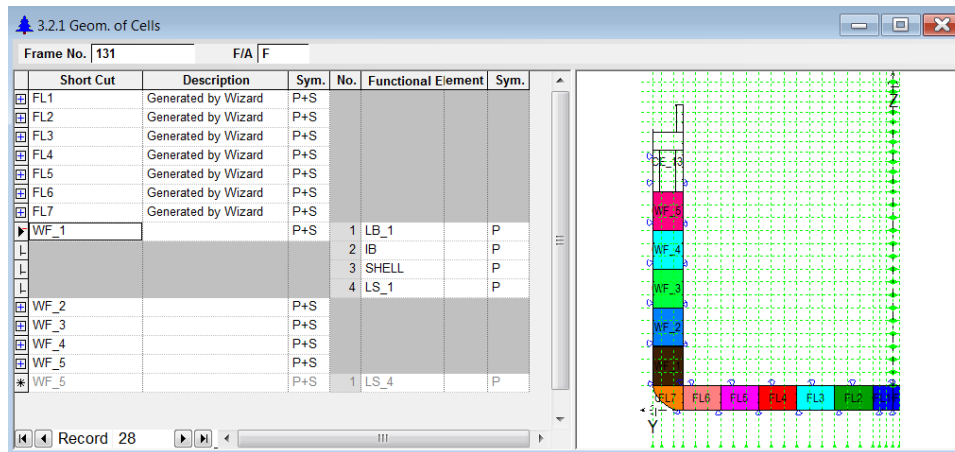 3.2.1 Geom. of Cells
Frame No. 131 F/A F
Short Cut Description Sym. No. Functional Element Sym.
FL1 Generated by Wizard P+S
FL2 Generated by Wizard P+S
FL3 Generated by Wizard P+S
FL4 Generated by Wizard P+S
FL5 Generated by Wizard P+S
FL6 Generated by Wizard P+S
FL7 Generated by Wizard P+S
WF_1 P+S 1 LB_1 P
2 IB P
3 SHELL P
4 LS_1 P
WF_2 P+S
WF_3 P+S
WF_4 P+S
WF_5 P+S
WF_5 P+S 1 LS_4 P
Record 28
Z
CE_13
WF_5
WF_4
WF_3
WF_2
FL7 FL6 FL5 FL4 FL3 FL2
Y